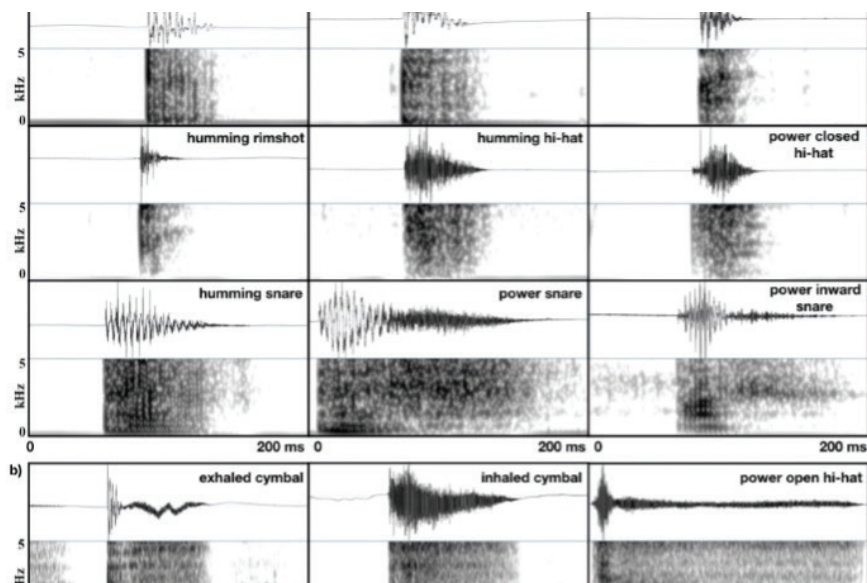 5
kHz
0
humming rimshot
humming hi-hat
power closed
hi-hat
5
kHz
0
humming snare
power snare
power inward
snare
5
kHz
0
0
200 ms
0
200 ms
0
200 ms
b)
exhaled cymbal
inhaled cymbal
power open hi-hat
5
kHz